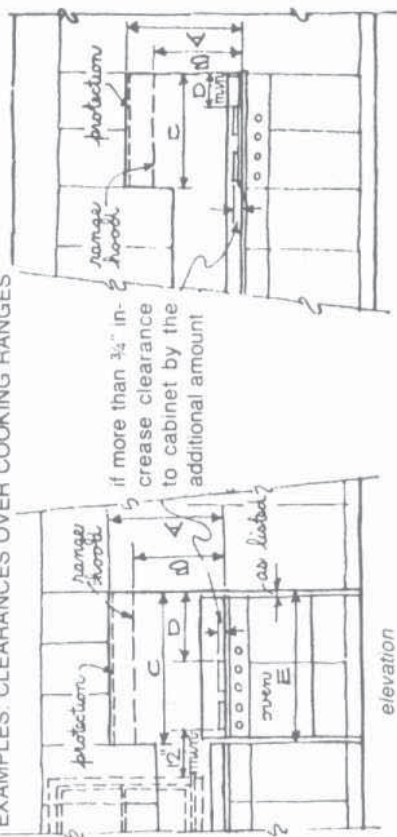 EXAMPLES: CLEARANCES OVER COOKING RANGES
protection
range
hood
A
B
C
D
12"
min
oven
E
as listed
elevation
if more than ¾" in-
crease clearance
to cabinet by the
additional amount
range
hood
protection
A
B
C
D
min